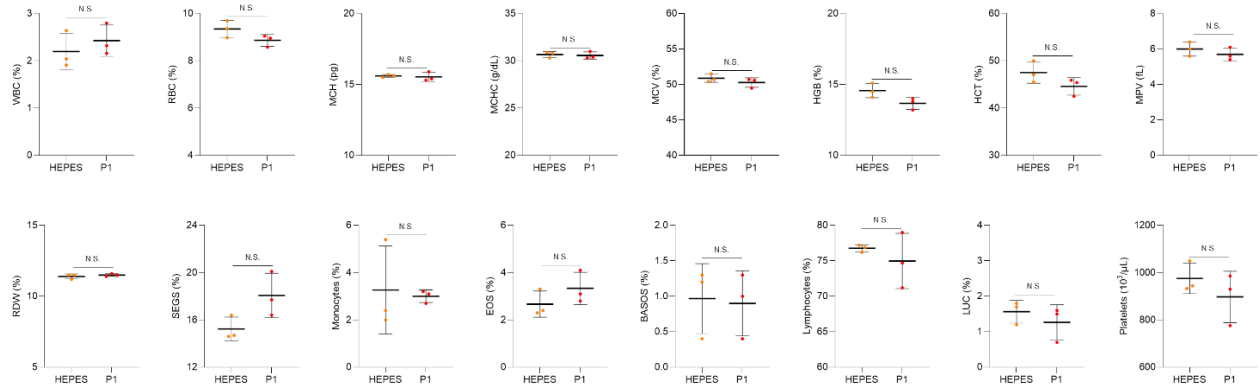 WBC (%)
3
2
1
0
N.S.
HEPES
P1
RBC (%)
10
8
6
4
N.S.
HEPES
P1
MCH (pg)
20
15
10
N.S.
HEPES
P1
MCHC (g/dL)
35
30
25
20
N.S
HEPES
P1
MCV (%)
60
55
50
45
40
N.S.
HEPES
P1
HGB (%)
20
15
10
N.S.
HEPES
P1
HCT (%)
60
50
40
30
N.S.
HEPES
P1
MPV (fL)
8
6
4
2
0
N.S.
HEPES
P1
RDW (%)
15
10
5
N.S.
HEPES
P1
SEGS (%)
24
20
16
12
N.S.
HEPES
P1
Monocytes (%)
6
4
2
0
N.S.
HEPES
P1
EOS (%)
6
4
2
0
N.S.
HEPES
P1
BASOS (%)
2.0
1.5
1.0
0.5
0.0
N.S.
HEPES
P1
Lymphocytes (%)
80
75
70
65
60
N.S.
HEPES
P1
LUC (%)
4
3
2
1
0
N.S.
HEPES
P1
Platelets (10³/μL)
1200
1000
800
600
N.S
HEPES
P1